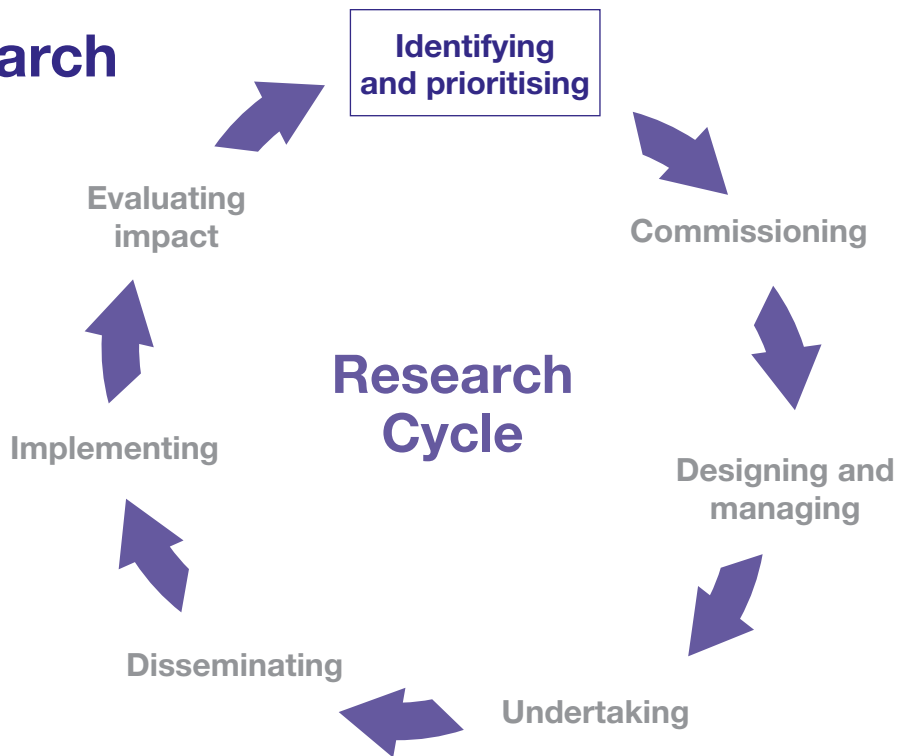 arch
Identifying
and prioritising
Commissioning
Designing and
managing
Undertaking
Disseminating
Implementing
Evaluating
impact
Research
Cycle